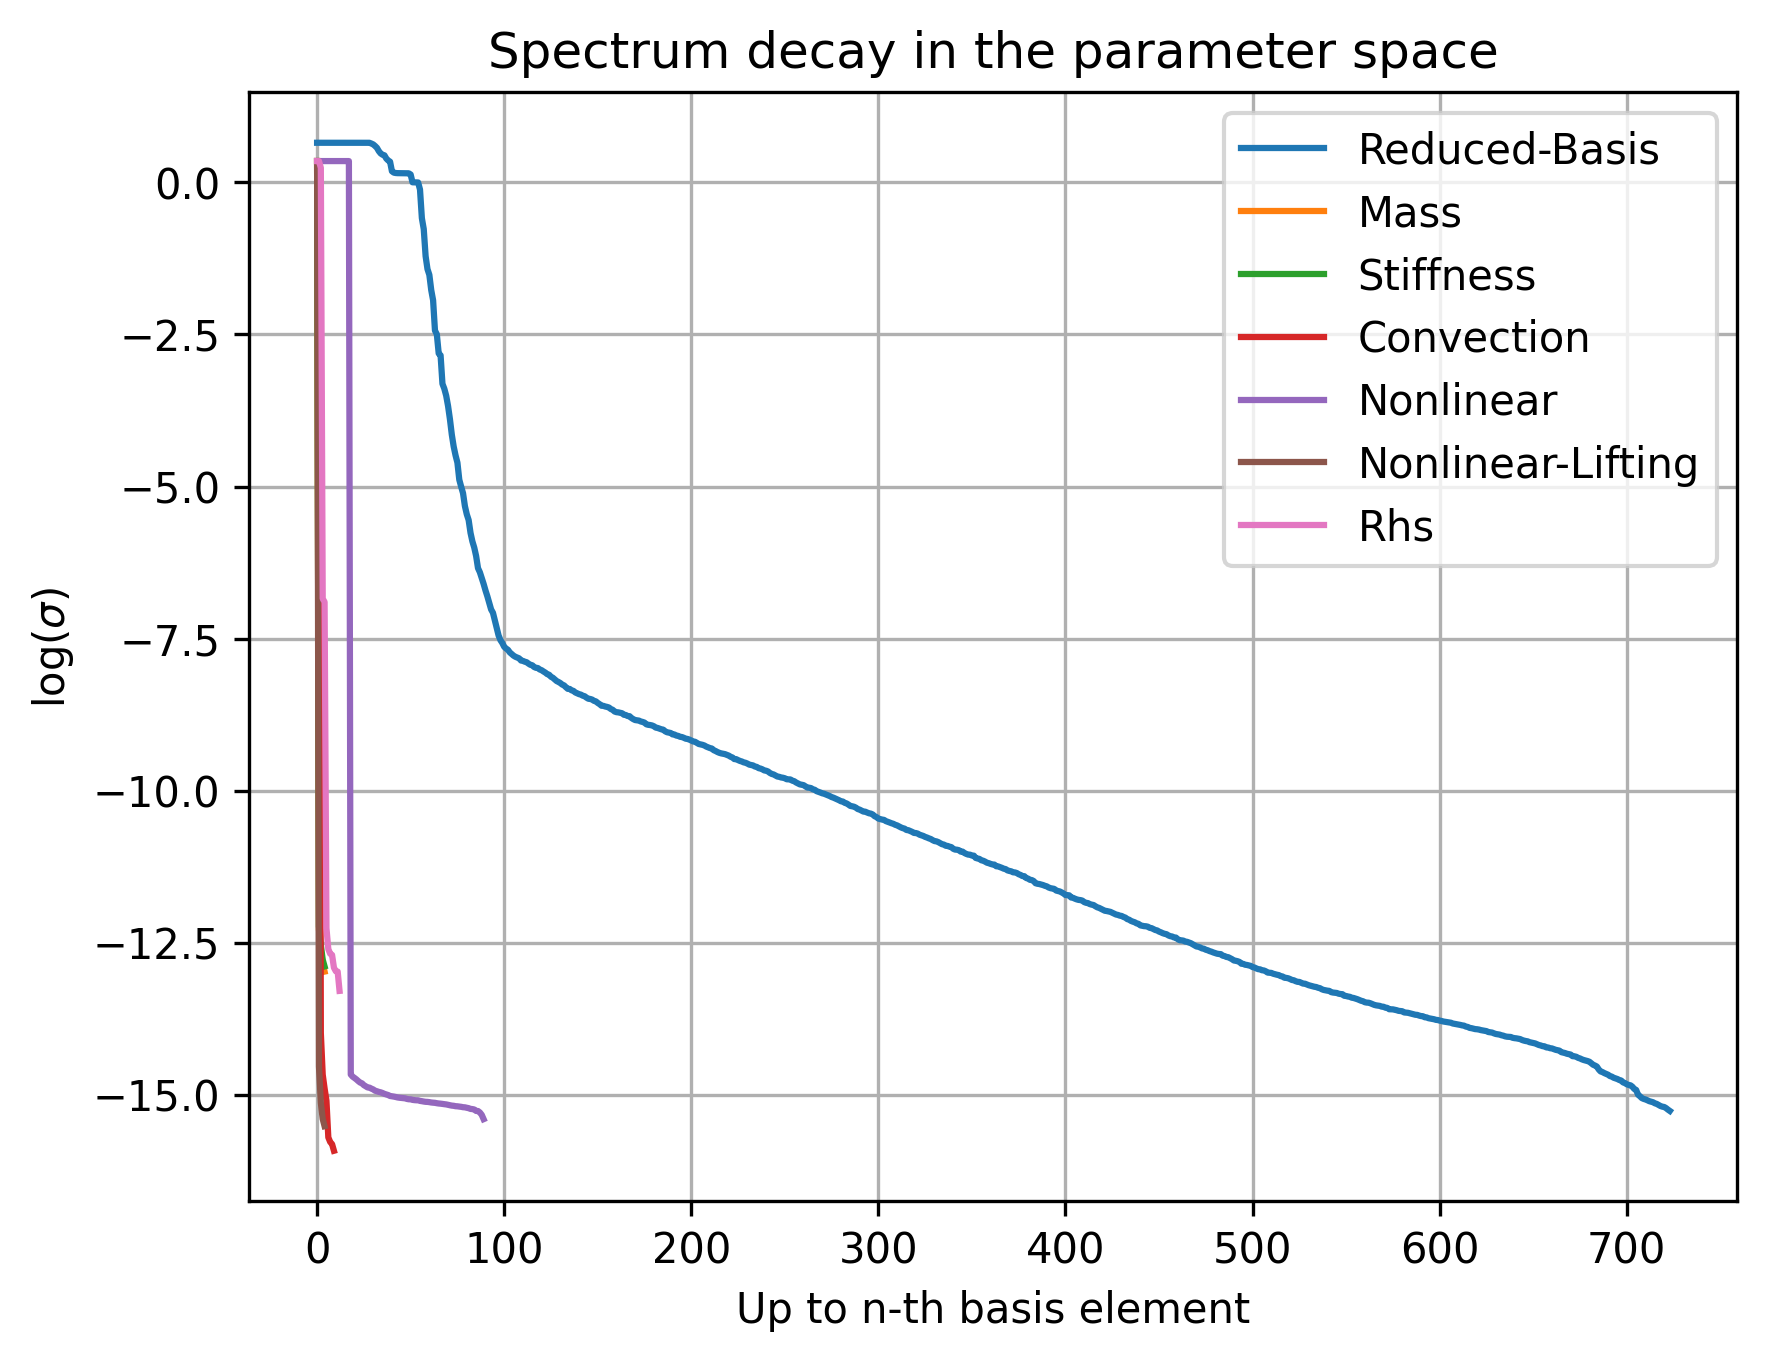 Spectrum decay in the parameter space
Reduced-Basis
Mass
Stiffness
Convection
Nonlinear
Nonlinear-Lifting
Rhs
log(σ)
0.0
−2.5
−5.0
−7.5
−10.0
−12.5
−15.0
0 100 200 300 400 500 600 700
Up to n-th basis element